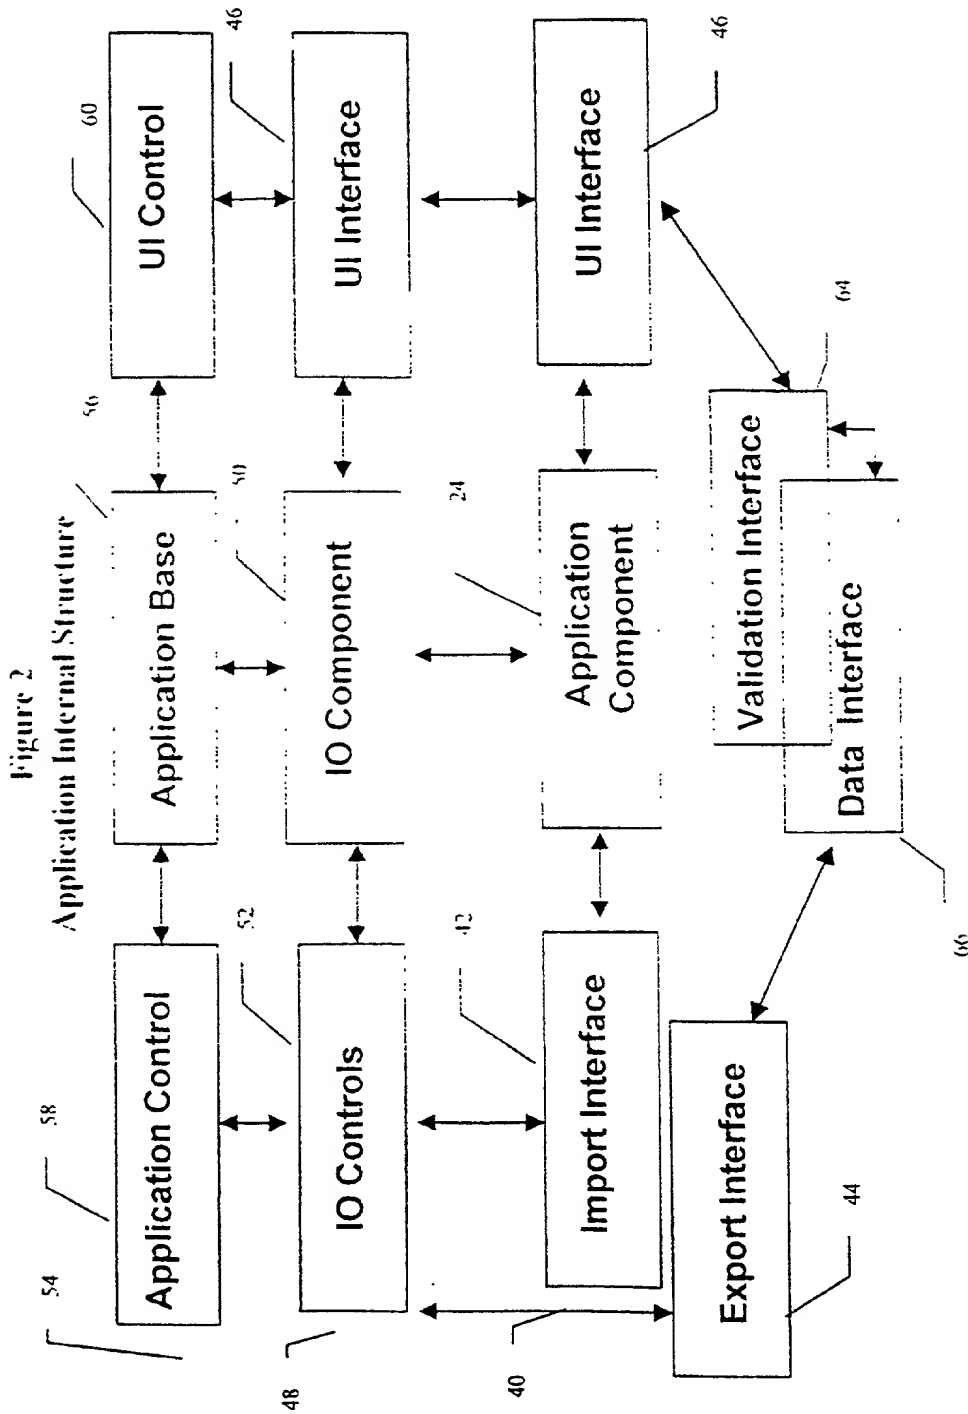 Figure 2
Application Internal Structure
54
58
Application Control
56
Application Base
60
UI Control
48
52
IO Controls
50
IO Component
46
UI Interface
40
42
Import Interface
24
Application
Component
46
UI Interface
44
Export Interface
Validation Interface
64
Data Interface
66